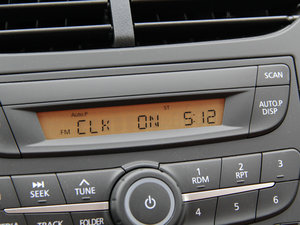 SCAN
Auto.P ST
FM CLK ON 5:12
AUTO.P
DISP
SEEK TUNE
1 RDM 2 RPT 3
4 5 6
MEDIA TRACK FOLDER